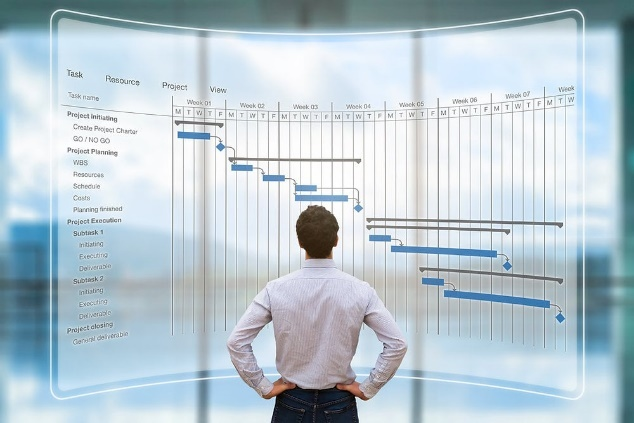 Task Resource Project View
Task name
Week 01 Week 02 Week 03 Week 04 Week 05 Week 06 Week 07 Week
M T W T F M T W T F M T W T F M T W T F M T W T F M T W T F M T W T F M T W
Project Initiating
Create Project Charter
GO / NO GO
Project Planning
WBS
Resources
Schedule
Costs
Planning finished
Project Execution
Subtask 1
Initiating
Executing
Deliverable
Subtask 2
Initiating
Executing
Deliverable
Project closing
General deliverable